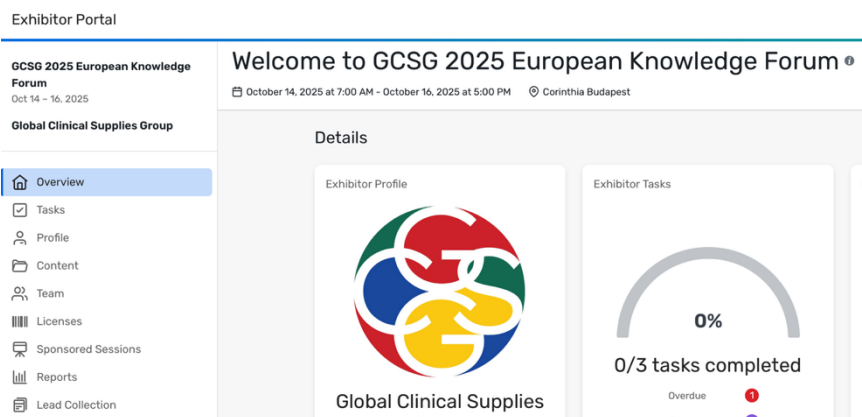 Exhibitor Portal
GCSG 2025 European Knowledge
Forum
Oct 14 – 16, 2025
Global Clinical Supplies Group
Overview
Tasks
Profile
Content
Team
Licenses
Sponsored Sessions
Reports
Lead Collection
Welcome to GCSG 2025 European Knowledge Forum
October 14, 2025 at 7:00 AM - October 16, 2025 at 5:00 PM Corinthia Budapest
Details
Exhibitor Profile
GCSG
Global Clinical Supplies
Exhibitor Tasks
0%
0/3 tasks completed
Overdue 1